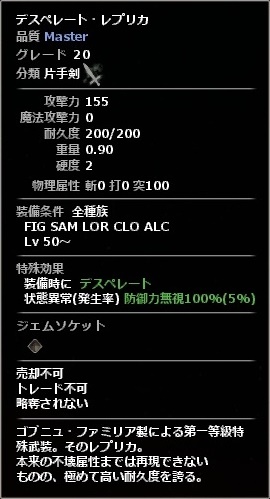 デスペレート・レプリカ
品質 Master
グレード 20
分類 片手剣
攻撃力 155
魔法攻撃力 0
耐久度 200/200
重量 0.90
硬度 2
物理属性 斬0 打0 突100
装備条件 全種族
FIG SAM LOR CLO ALC
Lv 50～
特殊効果
装備時に デスペレート
状態異常(発生率) 防御力無視100%(5%)
ジェムソケット
売却不可
トレード不可
略奪されない
ゴブニュ・ファミリア製による第一等級特
殊武装。そのレプリカ。
本来の不壊属性までは再現できない
ものの、極めて高い耐久度を誇る。